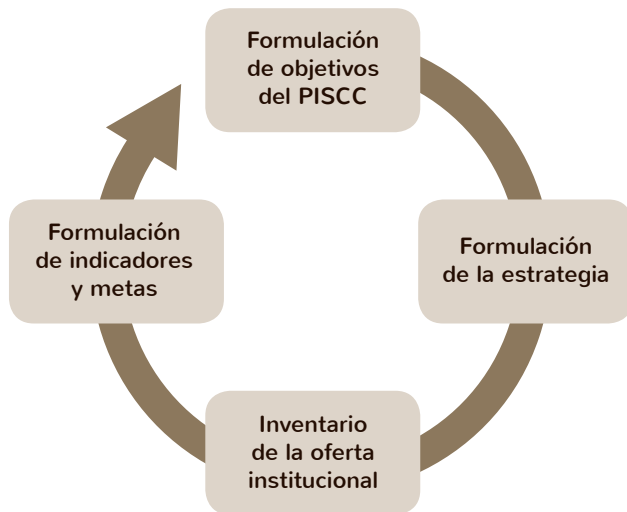 Formulación
de objetivos
del PISCC
Formulación
de la estrategia
Inventario
de la oferta
institucional
Formulación
de indicadores
y metas